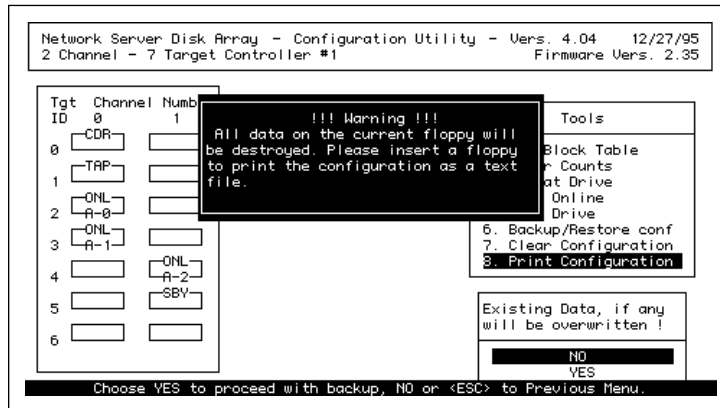 Network Server Disk Array - Configuration Utility - Vers. 4.04 12/27/95
2 Channel - 7 Target Controller #1 Firmware Vers. 2.35
Tgt Channel Numb
ID 0 1
CDR
0
TAP
1
ONL
2 A-0
ONL
3 A-1
ONL
4 A-2
SBY
5
6
!!! Warning !!!
All data on the current floppy will
be destroyed. Please insert a floppy
to print the configuration as a text
file.
Tools
Block Table
Counts
Drive
Online
Drive
6. Backup/Restore conf
7. Clear Configuration
8. Print Configuration
Existing Data, if any
will be overwritten !
NO
YES
Choose YES to proceed with backup, NO or <ESC> to Previous Menu.